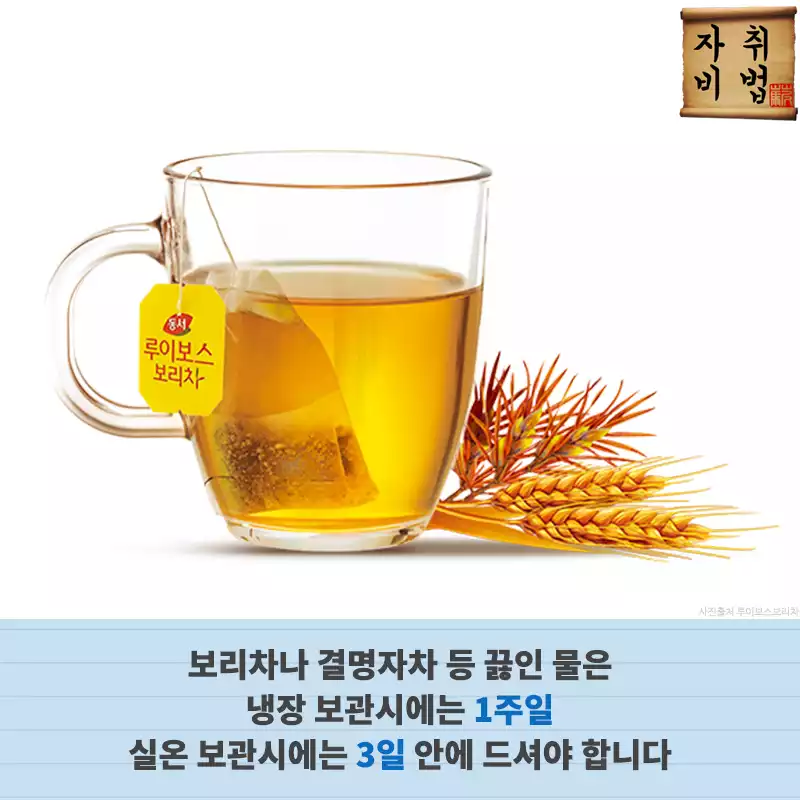 자취
비법
동서
루이보스
보리차
사진출처 루이보스보리차
보리차나 결명자차 등 끓인 물은
냉장 보관시에는 1주일
실온 보관시에는 3일 안에 드셔야 합니다